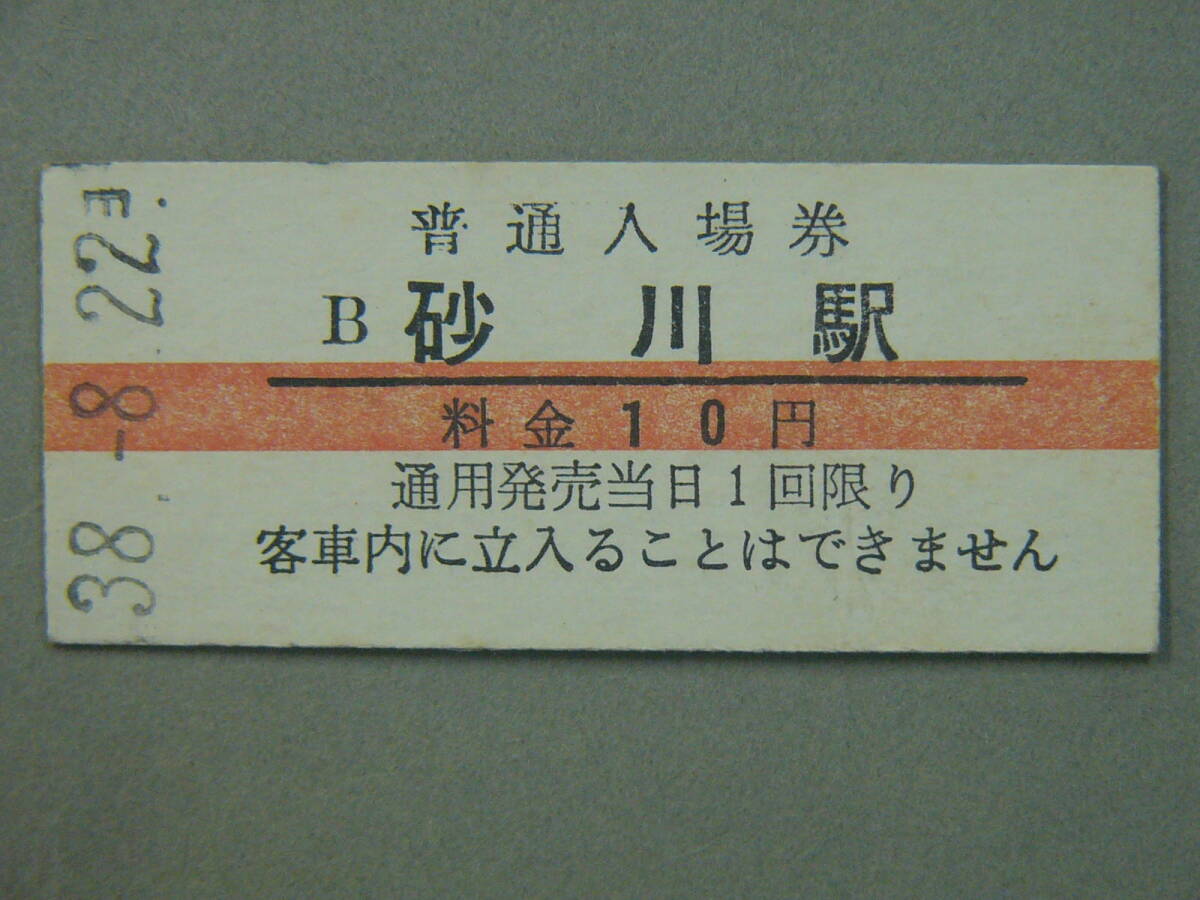 普通入場券
B 砂川駅
料金10円
通用発売当日1回限り
客車内に立入ることはできません
38.-8.22